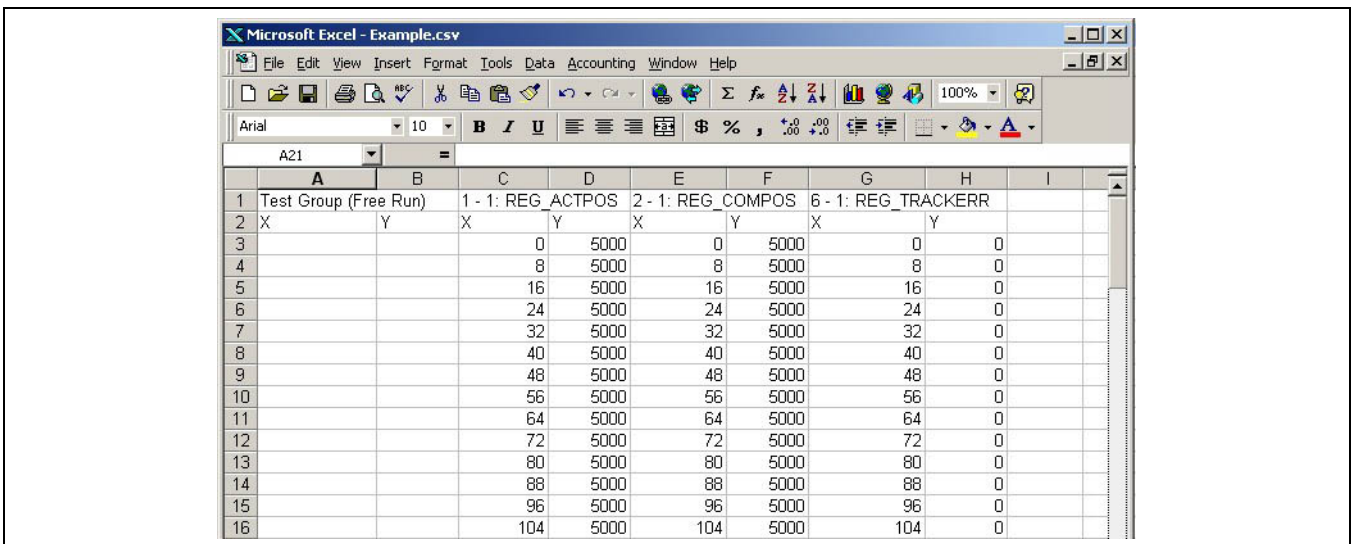 Microsoft Excel - Example.csv
File Edit View Insert Format Tools Data Accounting Window Help
100%
Arial 10 B I U $ % ,
A21 =
A B C D E F G H I
1 Test Group (Free Run) 1 - 1: REG_ACTPOS 2 - 1: REG_COMPOS 6 - 1: REG_TRACKERR
2 X Y X Y X Y X Y
3 0 5000 0 5000 0 0
4 8 5000 8 5000 8 0
5 16 5000 16 5000 16 0
6 24 5000 24 5000 24 0
7 32 5000 32 5000 32 0
8 40 5000 40 5000 40 0
9 48 5000 48 5000 48 0
10 56 5000 56 5000 56 0
11 64 5000 64 5000 64 0
12 72 5000 72 5000 72 0
13 80 5000 80 5000 80 0
14 88 5000 88 5000 88 0
15 96 5000 96 5000 96 0
16 104 5000 104 5000 104 0